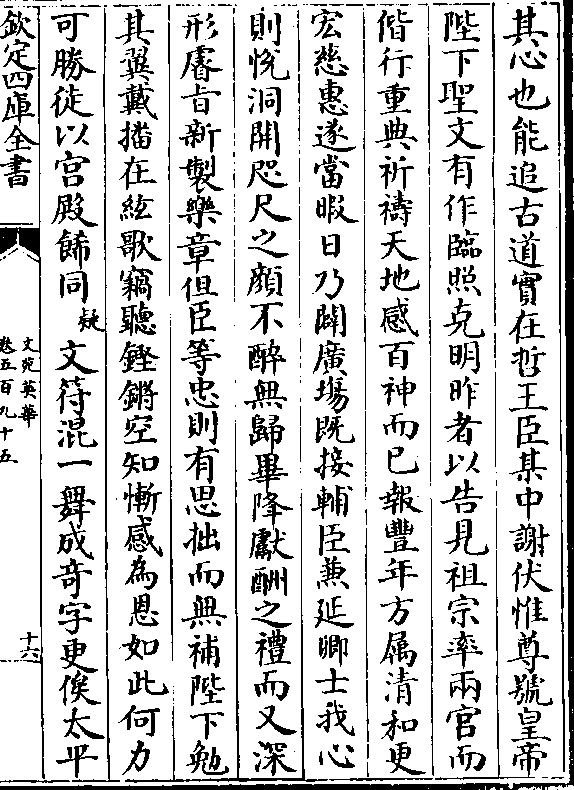 其心也能追古道實在哲王臣某中謝伏惟尊號皇帝
陛下聖文有作臨照克明昨者以告見祖宗率兩宫而
偕行重典祈禱天地感百神而已報豐年方属清和更
宏慈惠遂當暇日乃闢廣塲既接輔臣兼延卿士我心
則恱洞開咫尺之顔不醉無歸畢降獻酬之禮而又深
形睿㫖新製樂章但臣等忠則有思拙而無補陛下勉
其翼戴播在絃歌竊聽鏗鏘空知慚感為恩如此何力
可勝徒以宫殿餙同疑文符混一舞成竒字更俟太平
欽定四庫全書
文苑英華
卷五百九十五
十六